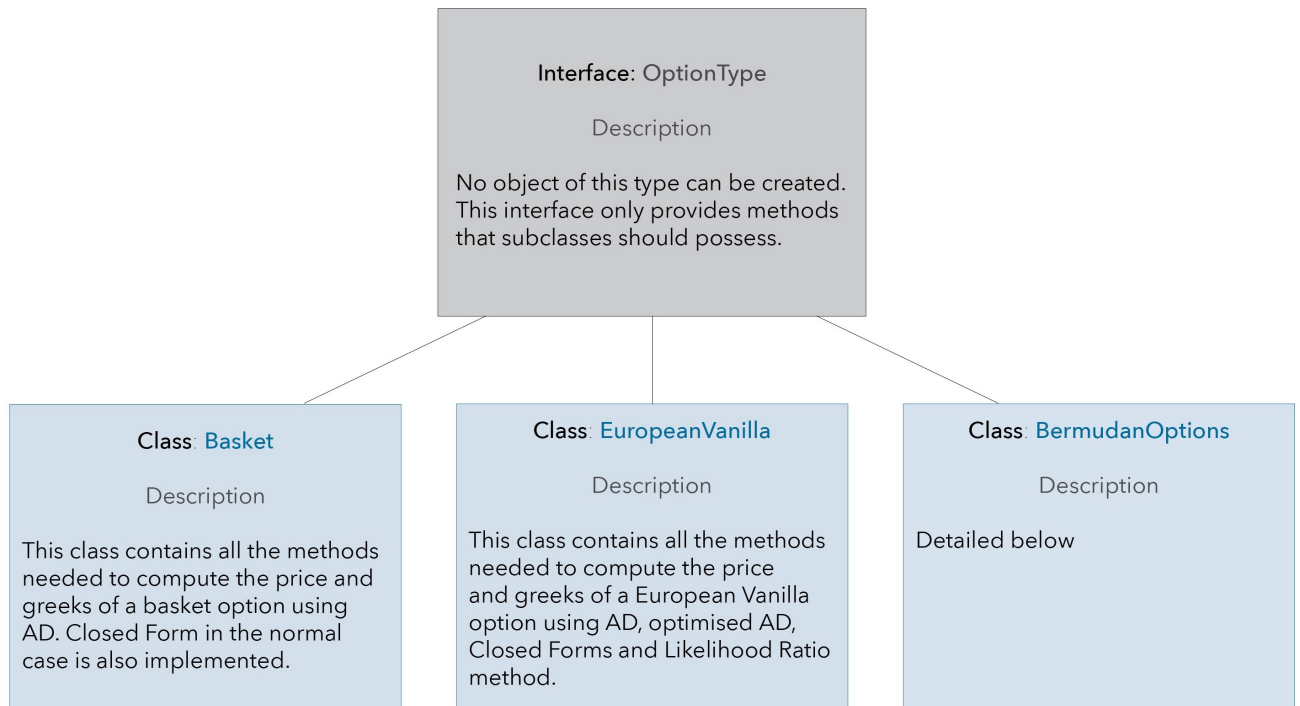 Interface: OptionType
Description
No object of this type can be created.
This interface only provides methods
that subclasses should possess.
Class: Basket
Description
This class contains all the methods
needed to compute the price and
greeks of a basket option using
AD. Closed Form in the normal
case is also implemented.
Class: EuropeanVanilla
Description
This class contains all the methods
needed to compute the price
and greeks of a European Vanilla
option using AD, optimised AD,
Closed Forms and Likelihood Ratio
method.
Class: BermudanOptions
Description
Detailed below